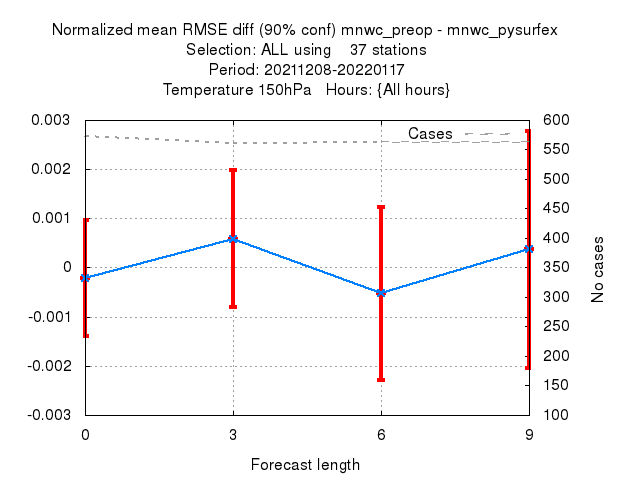 Normalized mean RMSE diff (90% conf) mnwc_preop - mnwc_pysurfex
Selection: ALL using    37 stations
Period: 20211208-20220117
Temperature 150hPa   Hours: {All hours}
0.003
0.002
0.001
0
-0.001
-0.002
-0.003
Cases
600
550
500
450
400
350
300
250
200
150
100
No cases
0 3 6 9
Forecast length